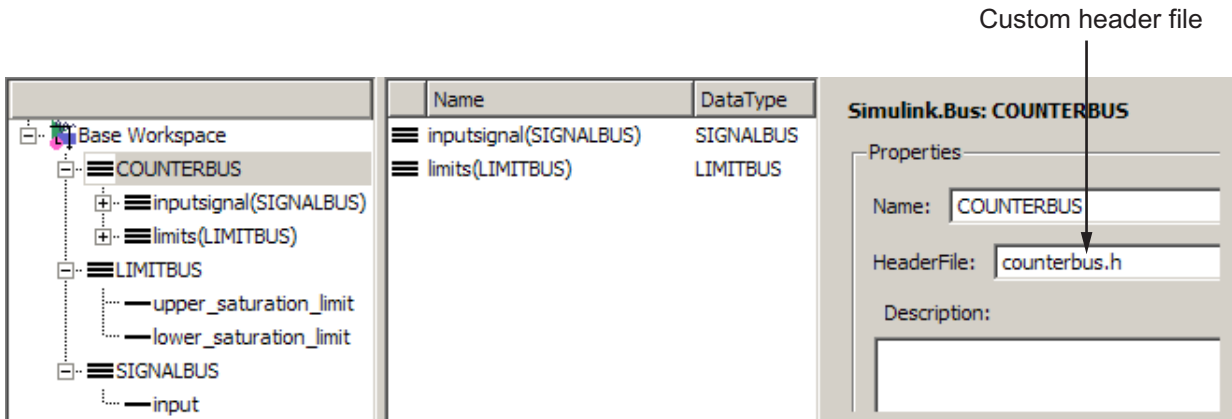 Custom header file
Base Workspace
COUNTERBUS
inputsignal(SIGNALBUS)
limits(LIMITBUS)
LIMITBUS
upper_saturation_limit
lower_saturation_limit
SIGNALBUS
input
Name DataType
inputsignal(SIGNALBUS) SIGNALBUS
limits(LIMITBUS) LIMITBUS
Simulink.Bus: COUNTERBUS
Properties
Name: COUNTERBUS
HeaderFile: counterbus.h
Description: